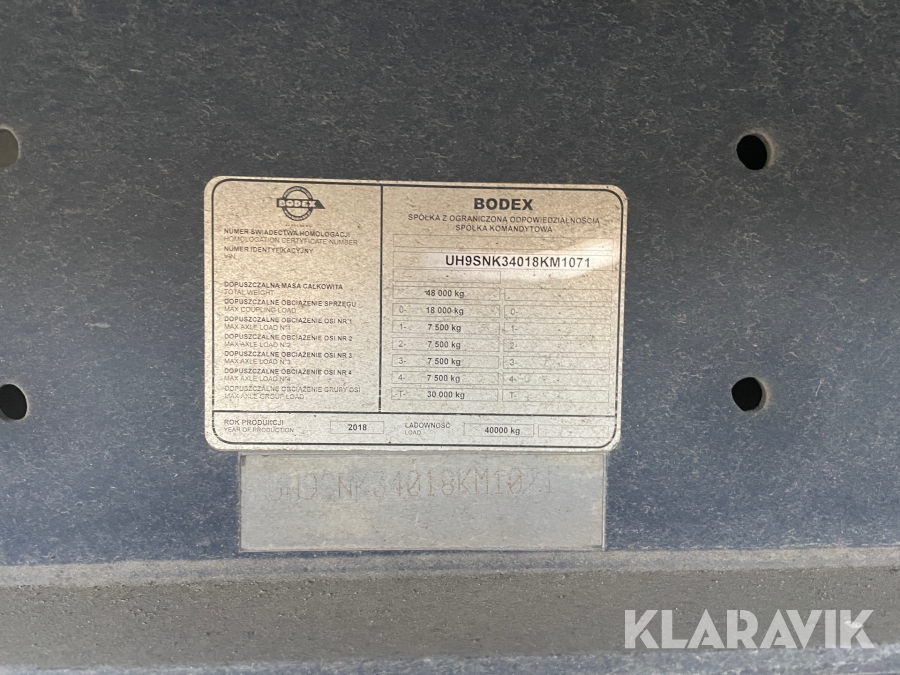 BODEX
NUMER ŚWIADECTWA HOMOLOGACJI
HOMOLOGATION CERTYFICATE NUMBER
NUMER IDENTYFIKACYJNY
VIN.
DOPUSZCZALNA MASA CAŁKOWITA
TOTAL WEIGHT
DOPUSZCZALNE OBCIĄŻENIE SPRZĘGU
MAX COUPLING LOAD
DOPUSZCZALNE OBCIĄŻENIE OSI NR 1
MAX AXLE LOAD N°1
DOPUSZCZALNE OBCIĄŻENIE OSI NR 2
MAX AXLE LOAD N°2
DOPUSZCZALNE OBCIĄŻENIE OSI NR 3
MAX AXLE LOAD N°3
DOPUSZCZALNE OBCIĄŻENIE OSI NR 4
MAX AXLE LOAD N°4
DOPUSZCZALNE OBCIĄŻENIE GRUPY OSI
MAX AXLE GROUP LOAD
BODEX
SPÓŁKA Z OGRANICZONĄ ODPOWIEDZIALNOŚCIĄ
SPÓŁKA KOMANDYTOWA
UH9SNK34018KM1071
48 000 kg
0- 18 000 kg 0-
1- 7 500 kg 1-
2- 7 500 kg 2-
3- 7 500 kg 3-
4- 7 500 kg 4-
T- 30 000 kg T-
ROK PRODUKCJI
YEAR OF PRODUCTION
2018
ŁADOWNOŚĆ
LOAD
40000 kg
UH9SNK34018KM1071
KLARAVIK